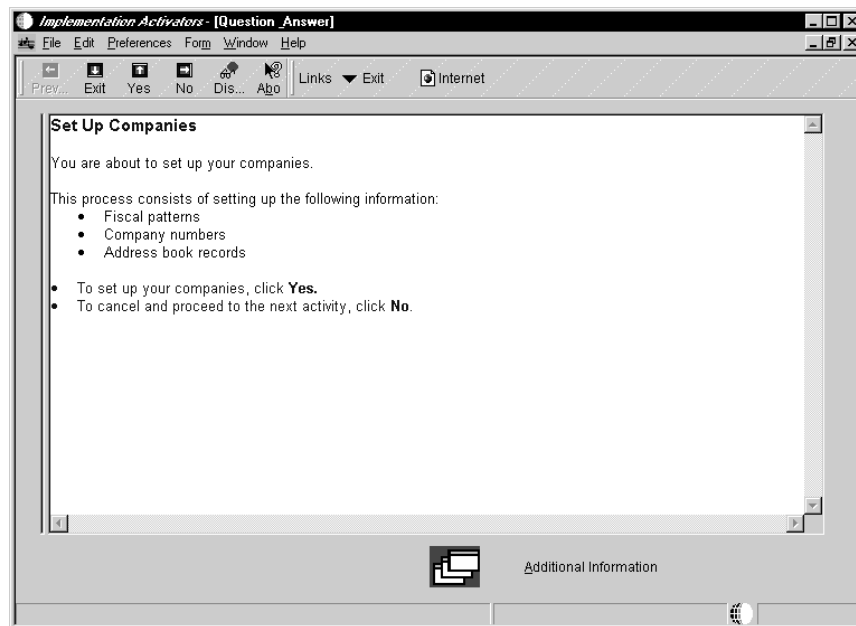 Implementation Activators - [Question _Answer]
File Edit Preferences Form Window Help
Prev... Exit Yes No Dis... Abo Links Exit Internet
Set Up Companies
You are about to set up your companies.
This process consists of setting up the following information:
• Fiscal patterns
• Company numbers
• Address book records
• To set up your companies, click Yes.
• To cancel and proceed to the next activity, click No.
Additional Information